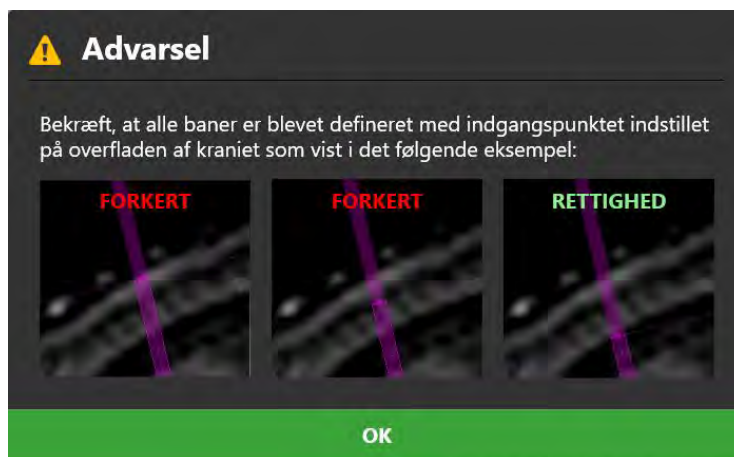 Advarsel
Bekræft, at alle baner er blevet defineret med indgangspunktet indstillet
på overfladen af kraniet som vist i det følgende eksempel:
FORKERT FORKERT RETTIGHED
OK